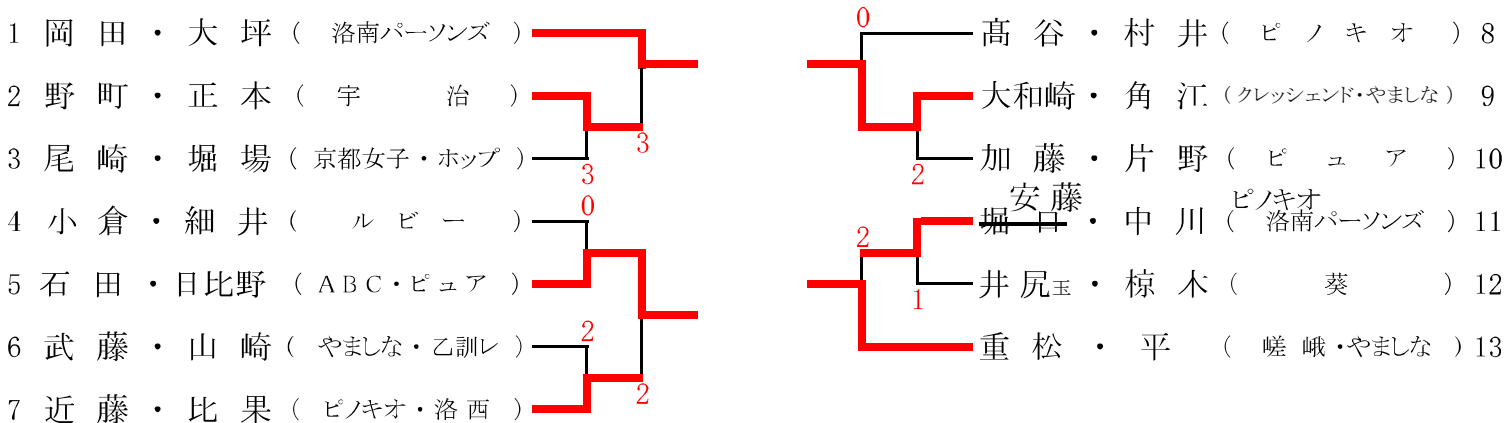 1 岡田・大坪 (洛南パーソンズ)
2 野町・正本 (宇治)
3 尾崎・堀場 (京都女子・ホップ)
3
3
0
4 小倉・細井 (ルビー)
5 石田・日比野 (ABC・ピュア)
2
6 武藤・山崎 (やましな・乙訓レ)
2
7 近藤・比果 (ピノキオ・洛西)
0
髙谷・村井 (ピノキオ) 8
大和崎・角江 (クレッシェンド・やましな) 9
加藤・片野 (ピュア) 10
2
安藤 ピノキオ
堀口・中川 (洛南パーソンズ) 11
2
井尻玉・椋木 (葵) 12
1
重松・平 (嵯峨・やましな) 13